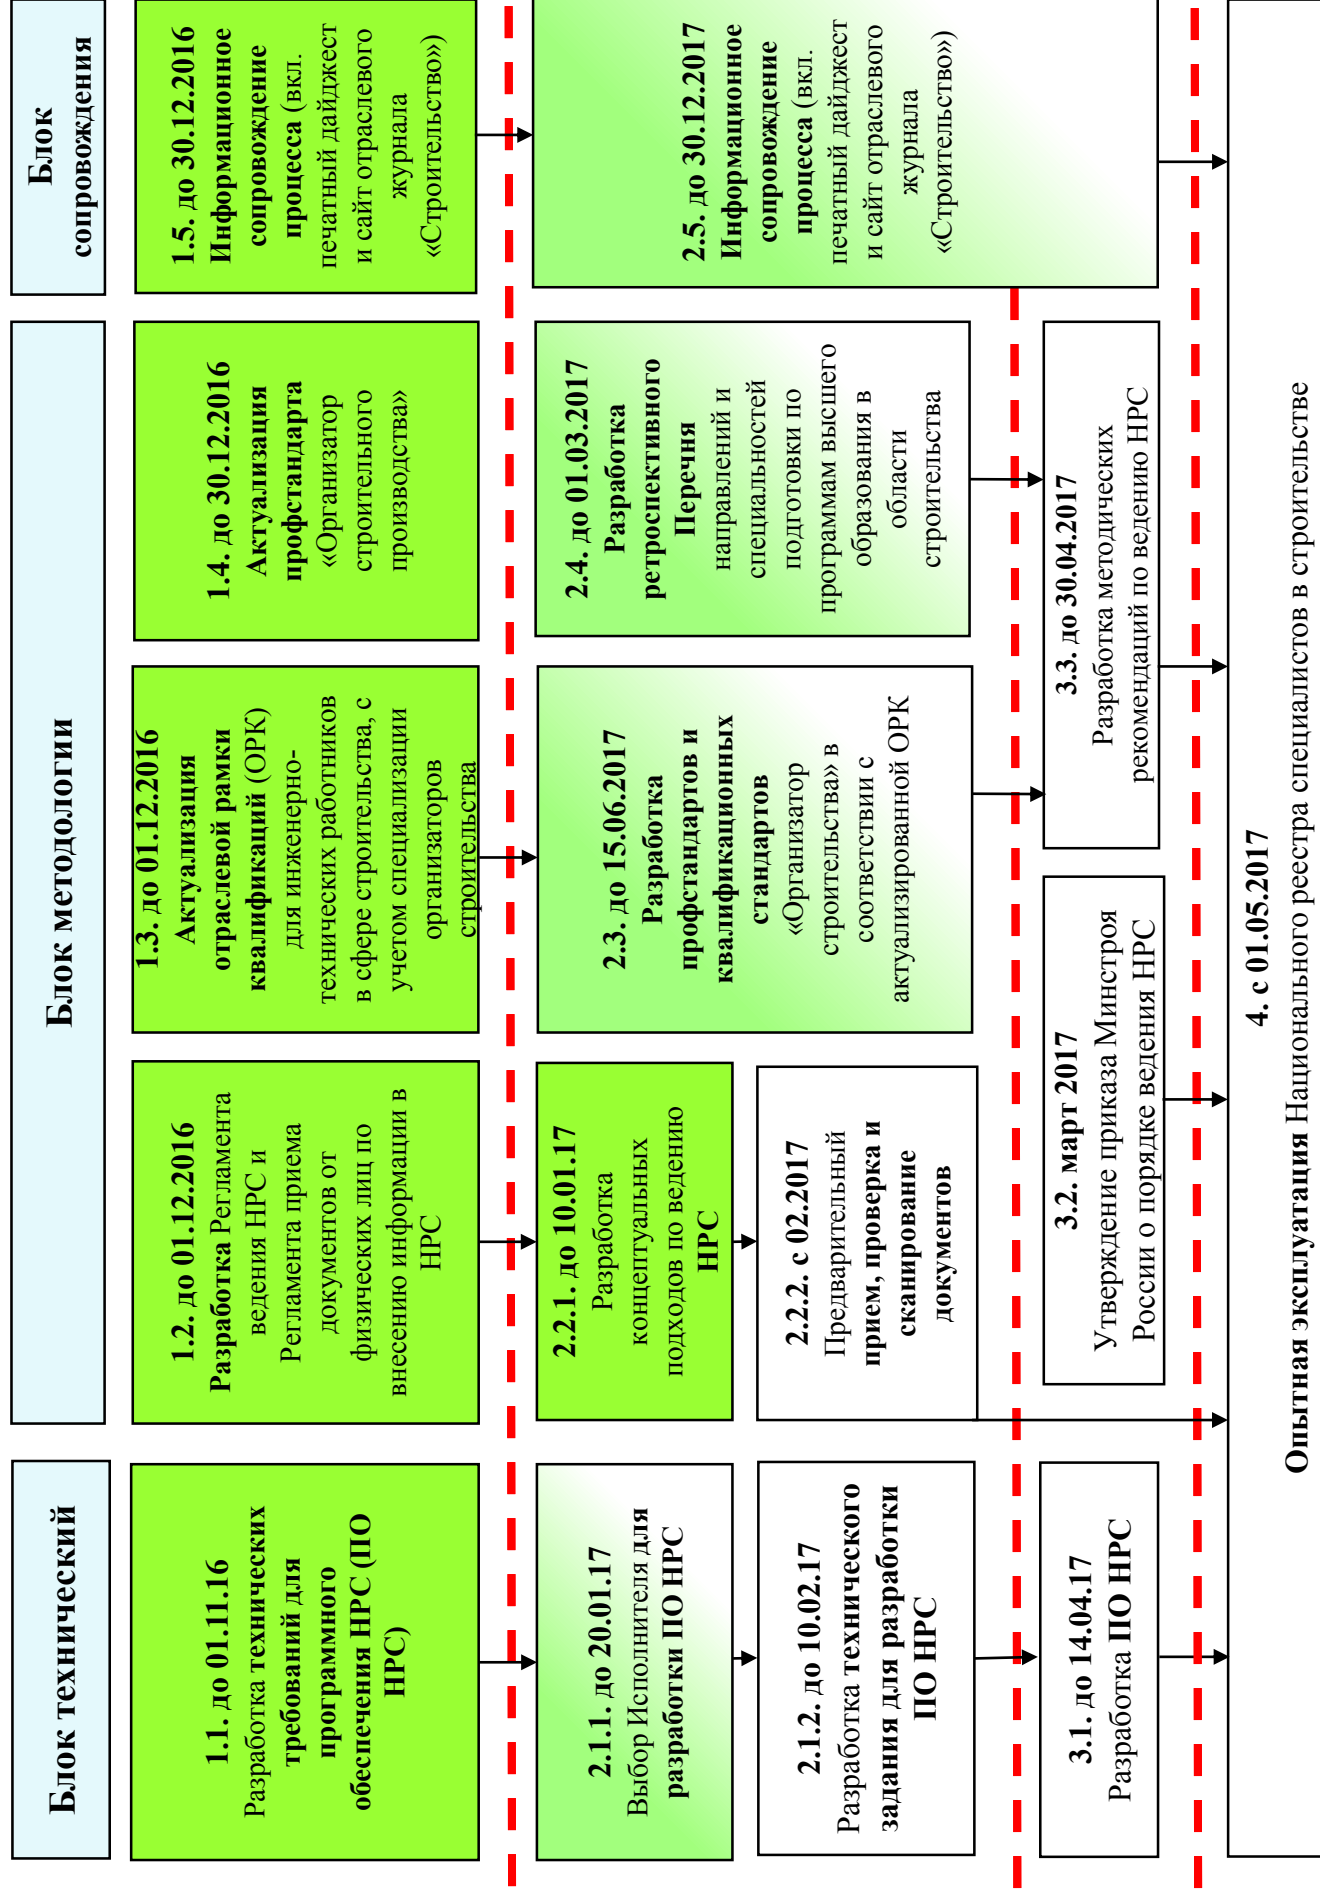 Блок технический
Блок методологии
Блок
сопровождения
1.1. до 01.11.16
Разработка технических
требований для
программного
обеспечения НРС (ПО
НРС)
1.2. до 01.12.2016
Разработка Регламента
ведения НРС и
Регламента приема
документов от
физических лиц по
внесению информации в
НРС
1.3. до 01.12.2016
Актуализация
отраслевой рамки
квалификаций (ОРК)
для инженерно-
технических работников
в сфере строительства, с
учетом специализации
организаторов
строительства
1.4. до 30.12.2016
Актуализация
профстандарта
«Организатор
строительного
производства»
1.5. до 30.12.2016
Информационное
сопровождение
процесса (вкл.
печатный дайджест
и сайт отраслевого
журнала
«Строительство»)
2.1.1. до 20.01.17
Выбор Исполнителя для
разработки ПО НРС
2.1.2. до 10.02.17
Разработка технического
задания для разработки
ПО НРС
2.2.1. до 10.01.17
Разработка
концептуальных
подходов по ведению
НРС
2.2.2. с 02.2017
Предварительный
прием, проверка и
сканирование
документов
2.3. до 15.06.2017
Разработка
профстандартов и
квалификационных
стандартов
«Организатор
строительства» в
соответствии с
актуализированной ОРК
2.4. до 01.03.2017
Разработка
ретроспективного
Перечня
направлений и
специальностей
подготовки по
программам высшего
образования в
области
строительства
2.5. до 30.12.2017
Информационное
сопровождение
процесса (вкл.
печатный дайджест
и сайт отраслевого
журнала
«Строительство»)
3.1. до 14.04.17
Разработка ПО НРС
3.2. март 2017
Утверждение приказа Минстроя
России о порядке ведения НРС
3.3. до 30.04.2017
Разработка методических
рекомендаций по ведению НРС
4. с 01.05.2017
Опытная эксплуатация Национального реестра специалистов в строительстве